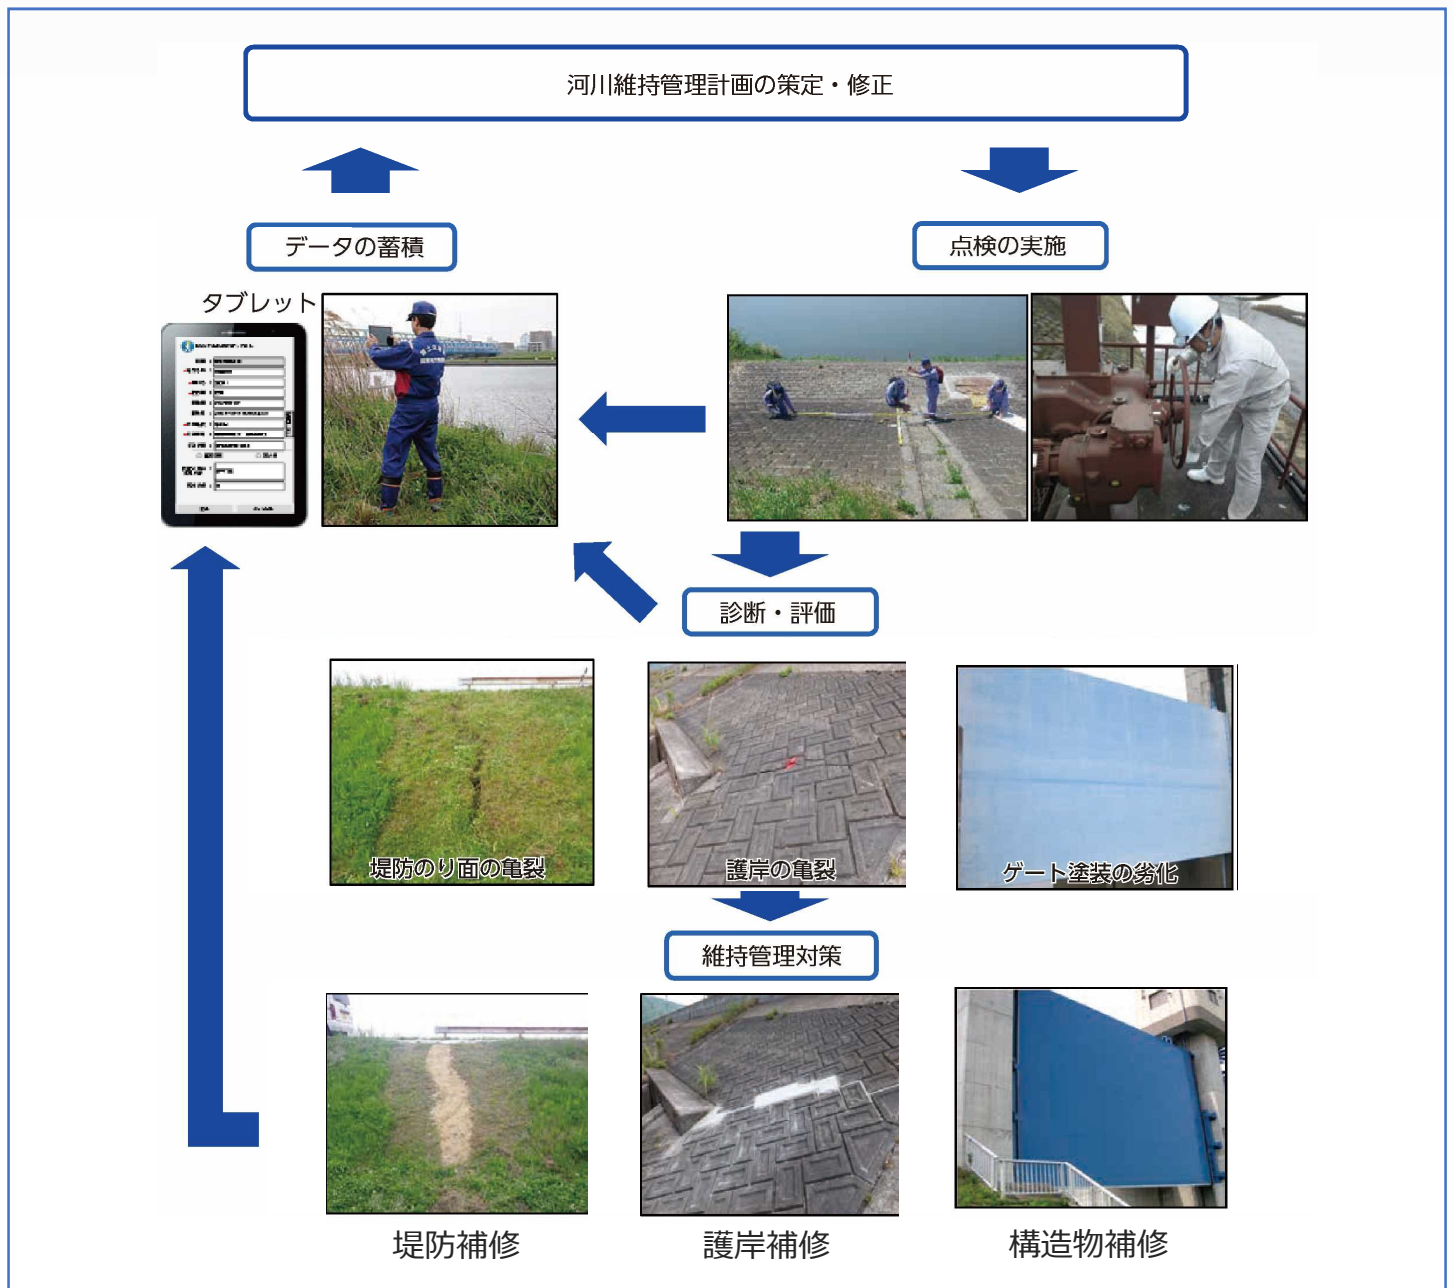 河川維持管理計画の策定・修正
データの蓄積
点検の実施
タブレット
診断・評価
堤防のり面の亀裂
護岸の亀裂
ゲート塗装の劣化
維持管理対策
堤防補修
護岸補修
構造物補修